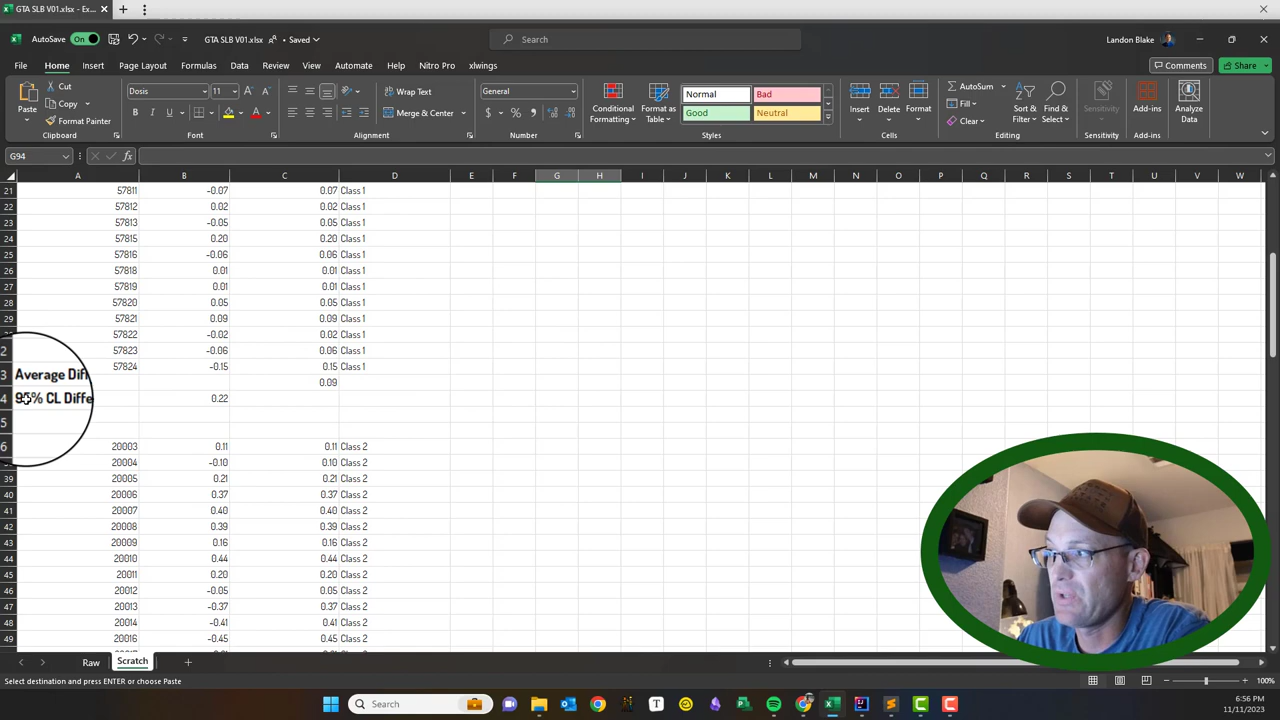 GTA SLB V01.xlsx - Ex...
AutoSave On GTA SLB V01.xlsx Saved Search Landon Blake
File Home Insert Page Layout Formulas Data Review View Automate Help Nitro Pro xlwings Comments Share
Cut
Copy
Format Painter
Paste
Clipboard
Dosis 11
B I U
Font
Wrap Text
Merge & Center
Alignment
General
$ % ,
Number
Conditional Formatting
Format as Table
Normal Bad
Good Neutral
Styles
Insert Delete Format
Cells
AutoSum
Fill
Clear
Sort & Filter
Find & Select
Editing
Sensitivity
Sensitivity
Add-ins
Add-ins
Analyze Data
G94 fx
A B C D E F G H I J K L M N O P Q R S T U V W
21 57811 -0.07 0.07 Class 1
22 57812 0.02 0.02 Class 1
23 57813 -0.05 0.05 Class 1
24 57815 0.20 0.20 Class 1
25 57816 -0.06 0.06 Class 1
26 57818 0.01 0.01 Class 1
27 57819 0.01 0.01 Class 1
28 57820 0.05 0.05 Class 1
29 57821 0.09 0.09 Class 1
57822 -0.02 0.02 Class 1
2 57823 -0.06 0.06 Class 1
3 Average Diff 57824 -0.15 0.15 Class 1
0.09
4 95% CL Diffe 0.22
5
6 20003 0.11 0.11 Class 2
20004 -0.10 0.10 Class 2
39 20005 0.21 0.21 Class 2
40 20006 0.37 0.37 Class 2
41 20007 0.40 0.40 Class 2
42 20008 0.39 0.39 Class 2
43 20009 0.16 0.16 Class 2
44 20010 0.44 0.44 Class 2
45 20011 0.20 0.20 Class 2
46 20012 -0.05 0.05 Class 2
47 20013 -0.37 0.37 Class 2
48 20014 -0.41 0.41 Class 2
49 20016 -0.45 0.45 Class 2
Raw Scratch
Select destination and press ENTER or choose Paste
100%
Search
6:56 PM
11/11/2023